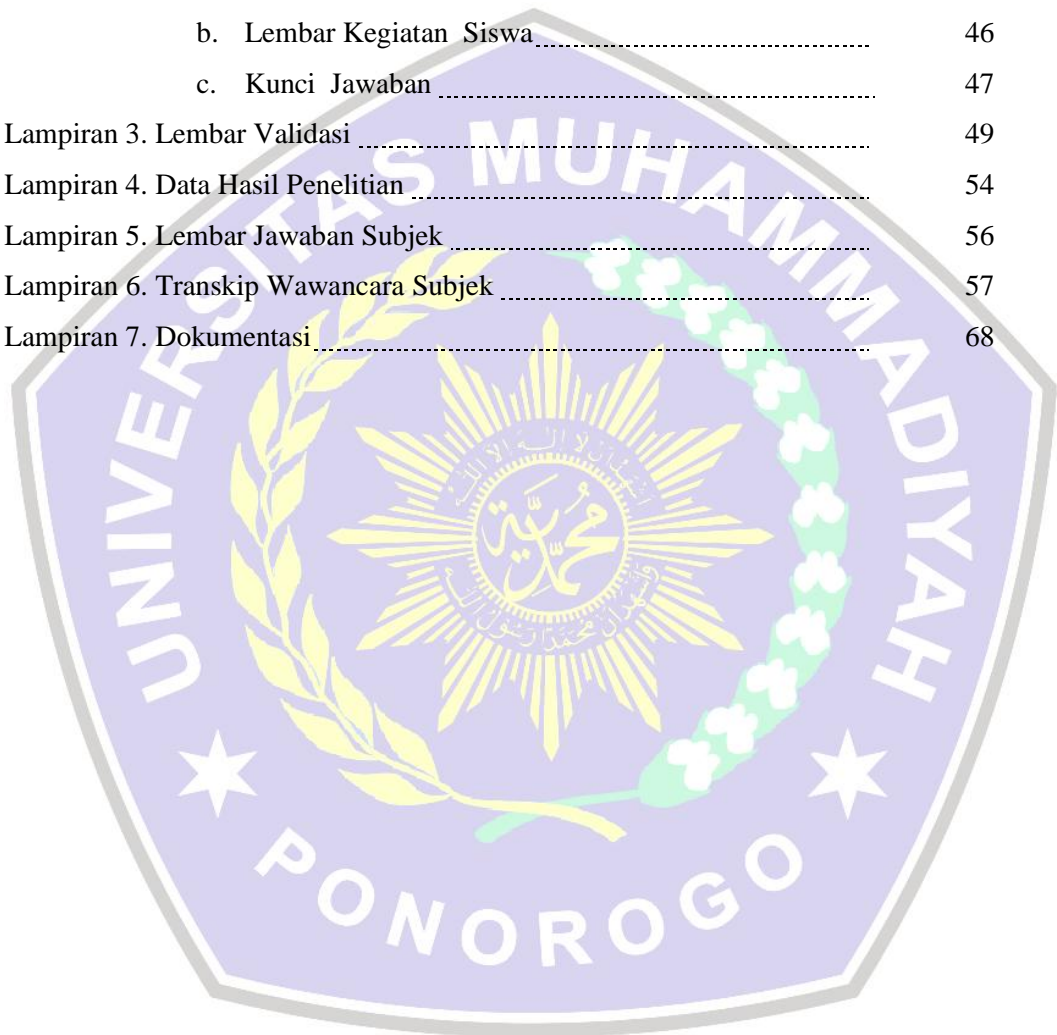 b. Lembar Kegiatan Siswa 46
c. Kunci Jawaban 47
Lampiran 3. Lembar Validasi 49
Lampiran 4. Data Hasil Penelitian 54
Lampiran 5. Lembar Jawaban Subjek 56
Lampiran 6. Transkip Wawancara Subjek 57
Lampiran 7. Dokumentasi 68
UNIVERSITAS MUHAMMADIYAH
PONOROGO
محمدية